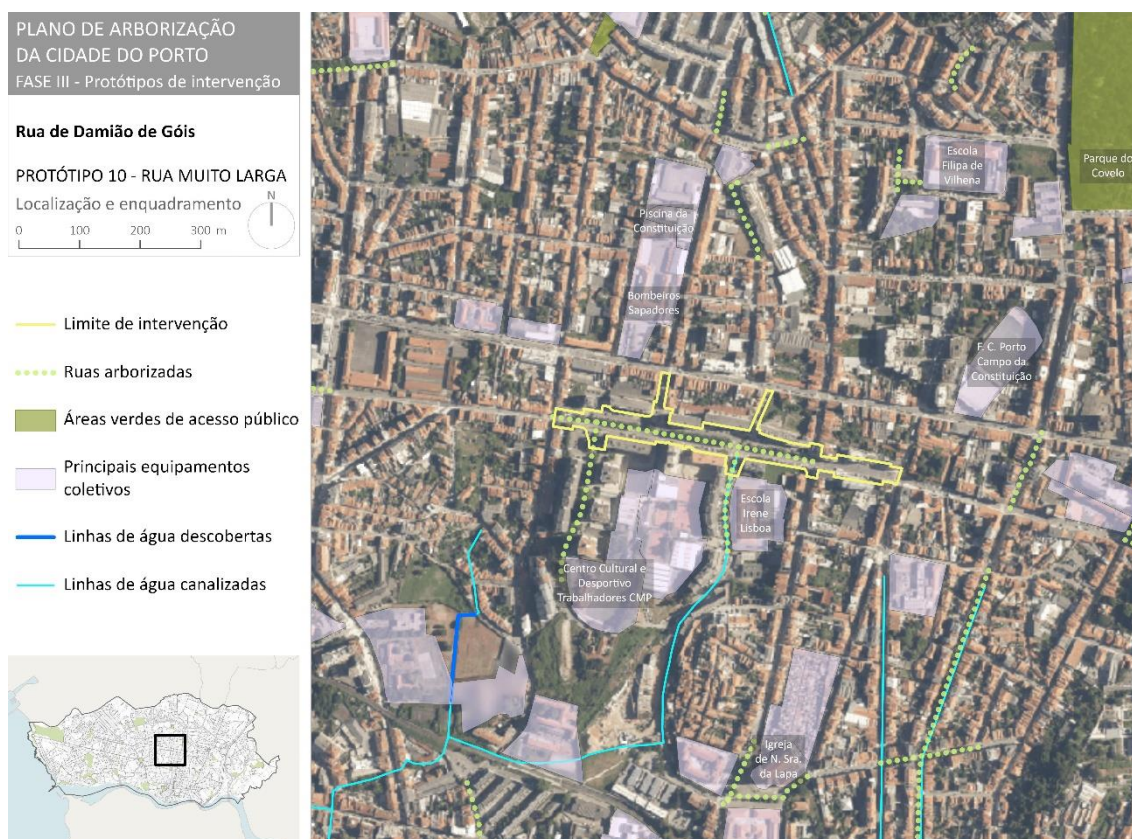 PLANO DE ARBORIZAÇÃO
DA CIDADE DO PORTO
FASE III - Protótipos de intervenção
Rua de Damião de Góis
PROTÓTIPO 10 - RUA MUITO LARGA
Localização e enquadramento
N
0 100 200 300 m
Limite de intervenção
Ruas arborizadas
Áreas verdes de acesso público
Principais equipamentos
coletivos
Linhas de água descobertas
Linhas de água canalizadas
Escola
Filipa de
Vilhena
Parque do
Covelo
Piscina da
Constituição
Bombeiros
Sapadores
F. C. Porto
Campo da
Constituição
Escola
Irene
Lisboa
Centro Cultural e
Desportivo
Trabalhadores CMP
Igreja
de N. Sra.
da Lapa